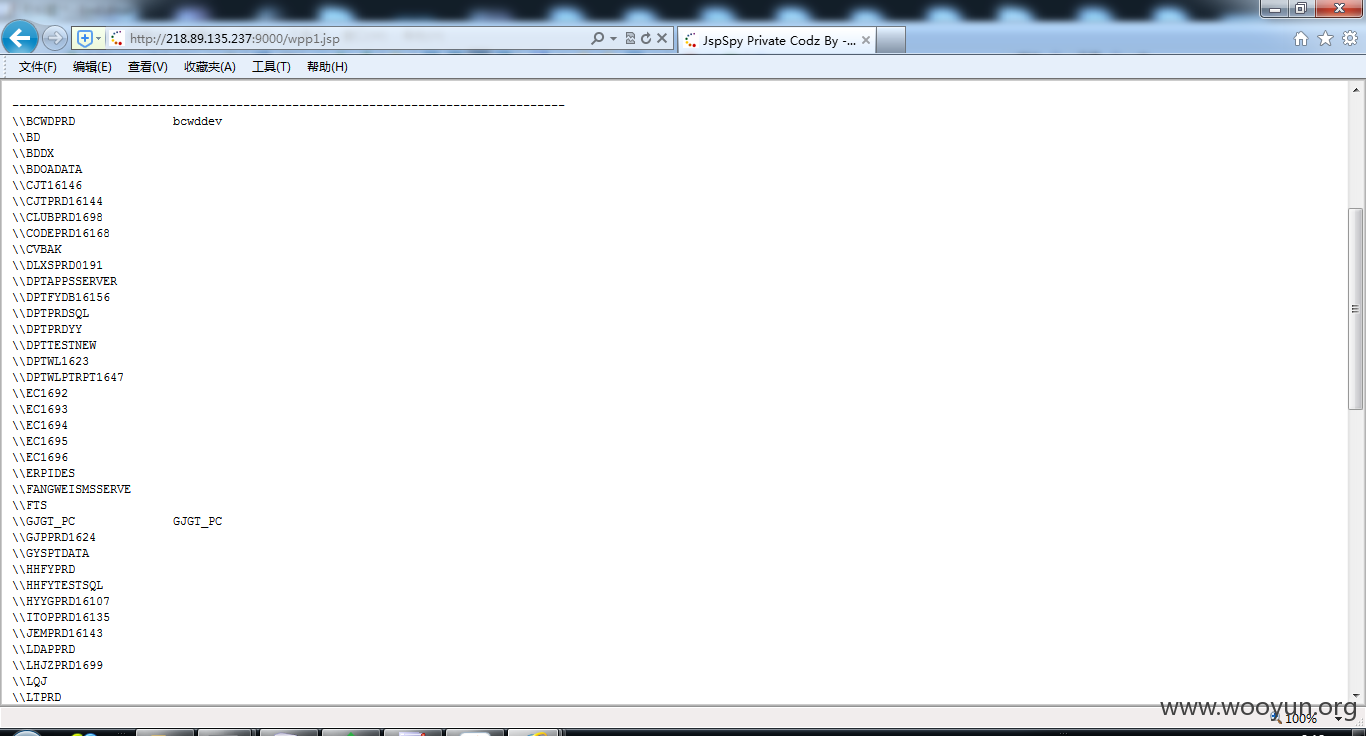 http://218.89.135.237:9000/wpp1.jsp
JspSpy Private Codz By -...
文件(F) 编辑(E) 查看(V) 收藏夹(A) 工具(T) 帮助(H)
-------------------------------------------------------------------------------
\\BCWDPRD bcwddev
\\BD
\\BDDX
\\BDOADATA
\\CJT16146
\\CJTPRD16144
\\CLUBPRD1698
\\CODEPRD16168
\\CVBAK
\\DLXSPRD0191
\\DPTAPPSSERVER
\\DPTFYDB16156
\\DPTPRDSQL
\\DPTPRDYY
\\DPTTESTNEW
\\DPTWL1623
\\DPTWLPTRPT1647
\\EC1692
\\EC1693
\\EC1694
\\EC1695
\\EC1696
\\ERPIDES
\\FANGWEISMSSERVE
\\FTS
\\GJGT_PC GJGT_PC
\\GJPPRD1624
\\GYSPTDATA
\\HHFYPRD
\\HHFYTESTSQL
\\HYYGPRD16107
\\ITOPPRD16135
\\JEMPRD16143
\\LDAPPRD
\\LHJZPRD1699
\\LQJ
\\LTPRD
www.wooyun.org
100%